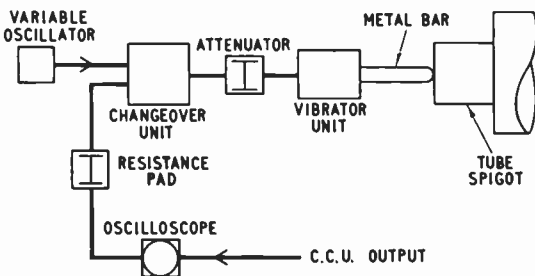 VARIABLE
OSCILLATOR
ATTENUATOR
METAL BAR
CHANGEOVER
UNIT
VIBRATOR
UNIT
TUBE
SPIGOT
RESISTANCE
PAD
OSCILLOSCOPE
C.C.U. OUTPUT